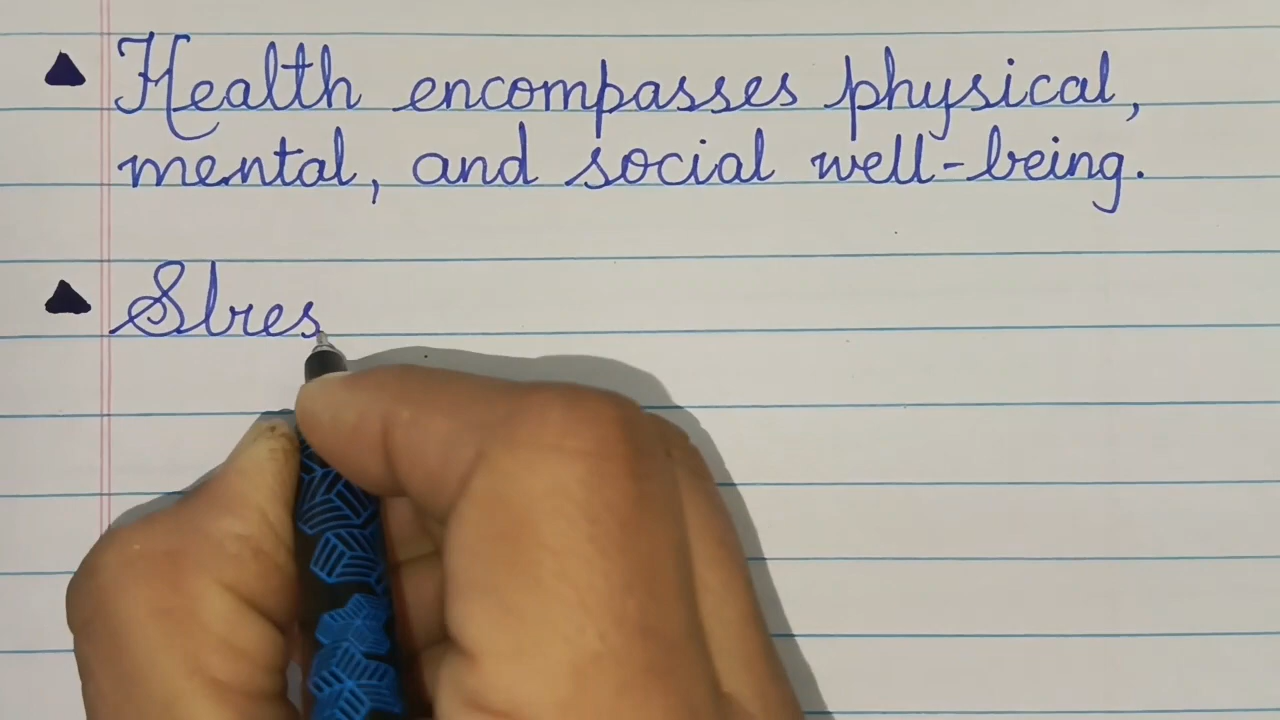 ▲ Health encompasses physical,
mental, and social well-being.
▲ Stres